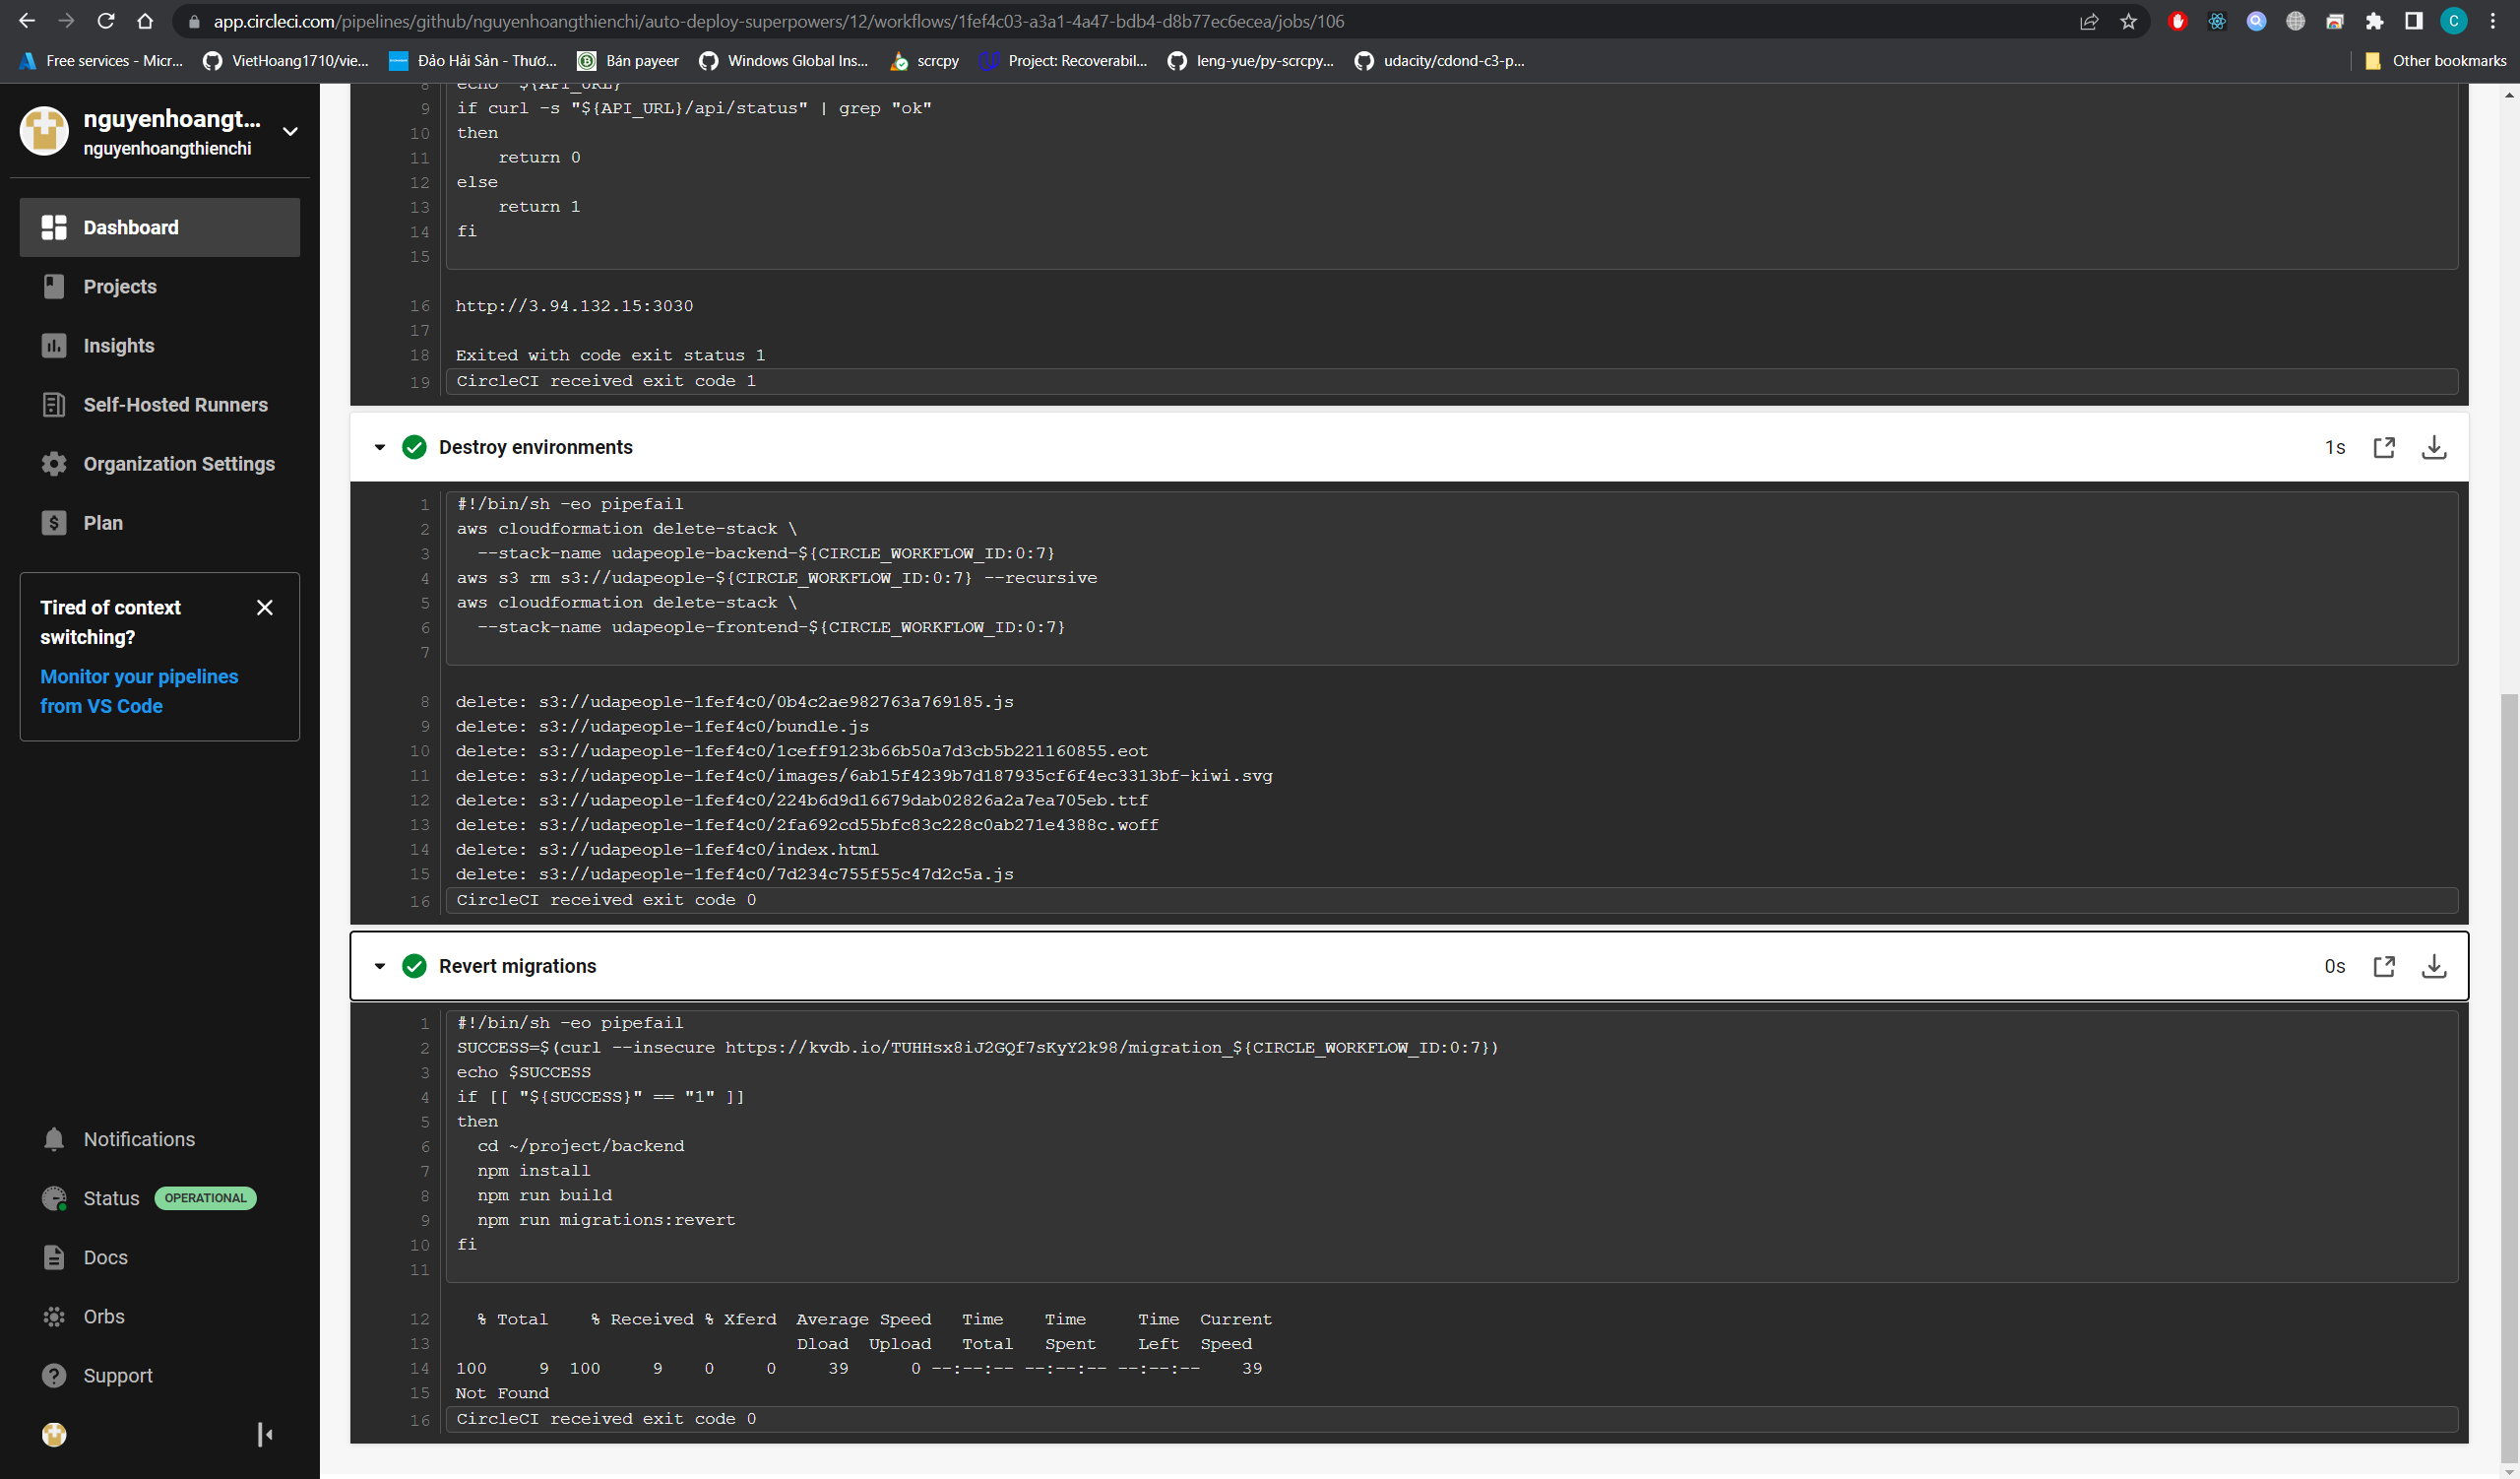 app.circleci.com/pipelines/github/nguyenhoangthienchi/auto-deploy-superpowers/12/workflows/1fef4c03-a3a1-4a47-bdb4-d8b77ec6ecea/jobs/106
C
Free services - Micr...
VietHoang1710/vie...
Đảo Hải Sản - Thươ...
Bán payeer
Windows Global Ins...
scrcpy
Project: Recoverabil...
leng-yue/py-scrcpy...
udacity/cdond-c3-p...
Other bookmarks
nguyenhoangt...
nguyenhoangthienchi
Dashboard
Projects
Insights
Self-Hosted Runners
Organization Settings
Plan
Tired of context
switching?
Monitor your pipelines
from VS Code
Notifications
Status OPERATIONAL
Docs
Orbs
Support
8 echo "${API_URL}"
9 if curl -s "${API_URL}/api/status" | grep "ok"
10 then
11     return 0
12 else
13     return 1
14 fi
15
16 http://3.94.132.15:3030
17
18 Exited with code exit status 1
19 CircleCI received exit code 1
Destroy environments 1s
1 #!/bin/sh -eo pipefail
2 aws cloudformation delete-stack \
3   --stack-name udapeople-backend-${CIRCLE_WORKFLOW_ID:0:7}
4 aws s3 rm s3://udapeople-${CIRCLE_WORKFLOW_ID:0:7} --recursive
5 aws cloudformation delete-stack \
6   --stack-name udapeople-frontend-${CIRCLE_WORKFLOW_ID:0:7}
7
8 delete: s3://udapeople-1fef4c0/0b4c2ae982763a769185.js
9 delete: s3://udapeople-1fef4c0/bundle.js
10 delete: s3://udapeople-1fef4c0/1ceff9123b66b50a7d3cb5b221160855.eot
11 delete: s3://udapeople-1fef4c0/images/6ab15f4239b7d187935cf6f4ec3313bf-kiwi.svg
12 delete: s3://udapeople-1fef4c0/224b6d9d16679dab02826a2a7ea705eb.ttf
13 delete: s3://udapeople-1fef4c0/2fa692cd55bfc83c228c0ab271e4388c.woff
14 delete: s3://udapeople-1fef4c0/index.html
15 delete: s3://udapeople-1fef4c0/7d234c755f55c47d2c5a.js
16 CircleCI received exit code 0
Revert migrations 0s
1 #!/bin/sh -eo pipefail
2 SUCCESS=$(curl --insecure https://kvdb.io/TUHHsx8iJ2GQf7sKyY2k98/migration_${CIRCLE_WORKFLOW_ID:0:7})
3 echo $SUCCESS
4 if [[ "${SUCCESS}" == "1" ]]
5 then
6   cd ~/project/backend
7   npm install
8   npm run build
9   npm run migrations:revert
10 fi
11
12   % Total    % Received % Xferd  Average Speed   Time    Time     Time  Current
13                                  Dload  Upload   Total   Spent    Left  Speed
14 100     9  100     9    0     0     39      0 --:--:-- --:--:-- --:--:--    39
15 Not Found
16 CircleCI received exit code 0